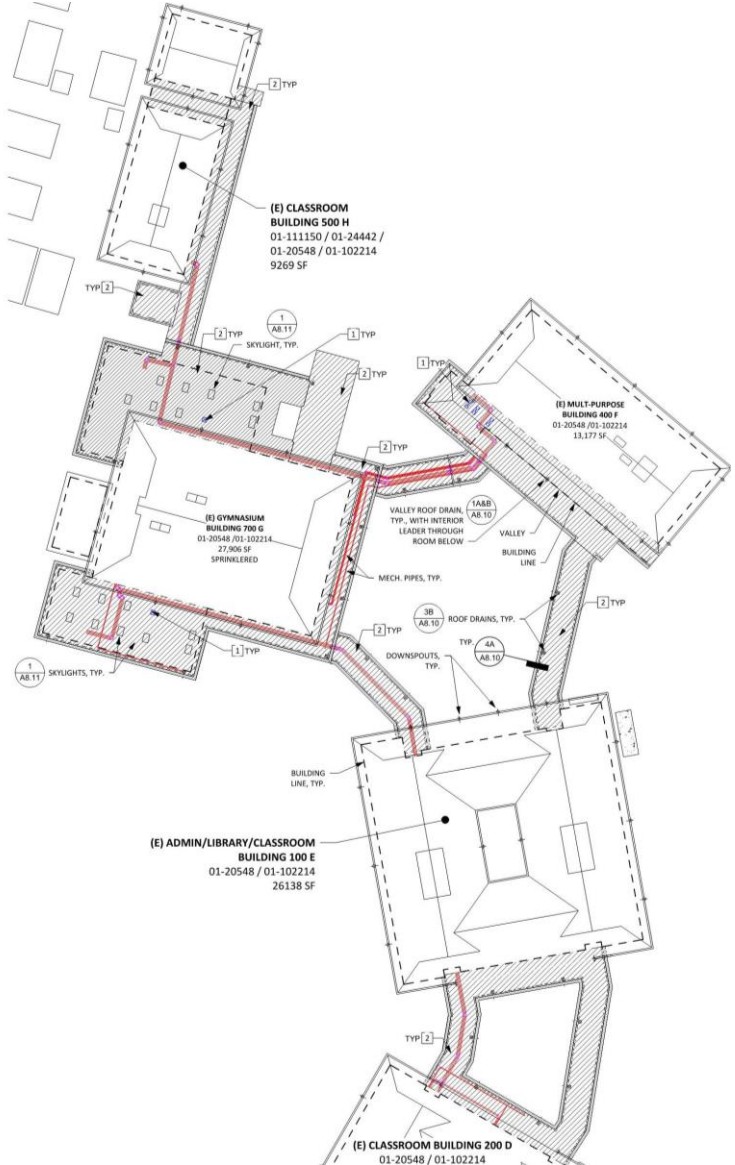 2 TYP
(E) CLASSROOM
BUILDING 500 H
01-111150 / 01-24442 /
01-20548 / 01-102214
9269 SF
TYP 2
1
A8.11
2 TYP
SKYLIGHT, TYP.
1 TYP
2 TYP
1 TYP
(E) MULT-PURPOSE
BUILDING 400 F
01-20548 /01-102214
13,177 SF
2 TYP
(E) GYMNASIUM
BUILDING 700 G
01-20548 /01-102214
27,906 SF
SPRINKLERED
VALLEY ROOF DRAIN,
TYP., WITH INTERIOR
LEADER THROUGH
ROOM BELOW
1A&B
A8.10
VALLEY
BUILDING
LINE
MECH. PIPES, TYP.
3B
A8.10
ROOF DRAINS, TYP.
2 TYP
TYP.
4A
A8.10
2 TYP
1 TYP
DOWNSPOUTS,
TYP.
1
A8.11
SKYLIGHTS, TYP.
BUILDING
LINE, TYP.
(E) ADMIN/LIBRARY/CLASSROOM
BUILDING 100 E
01-20548 / 01-102214
26138 SF
TYP 2
(E) CLASSROOM BUILDING 200 D
01-20548 / 01-102214